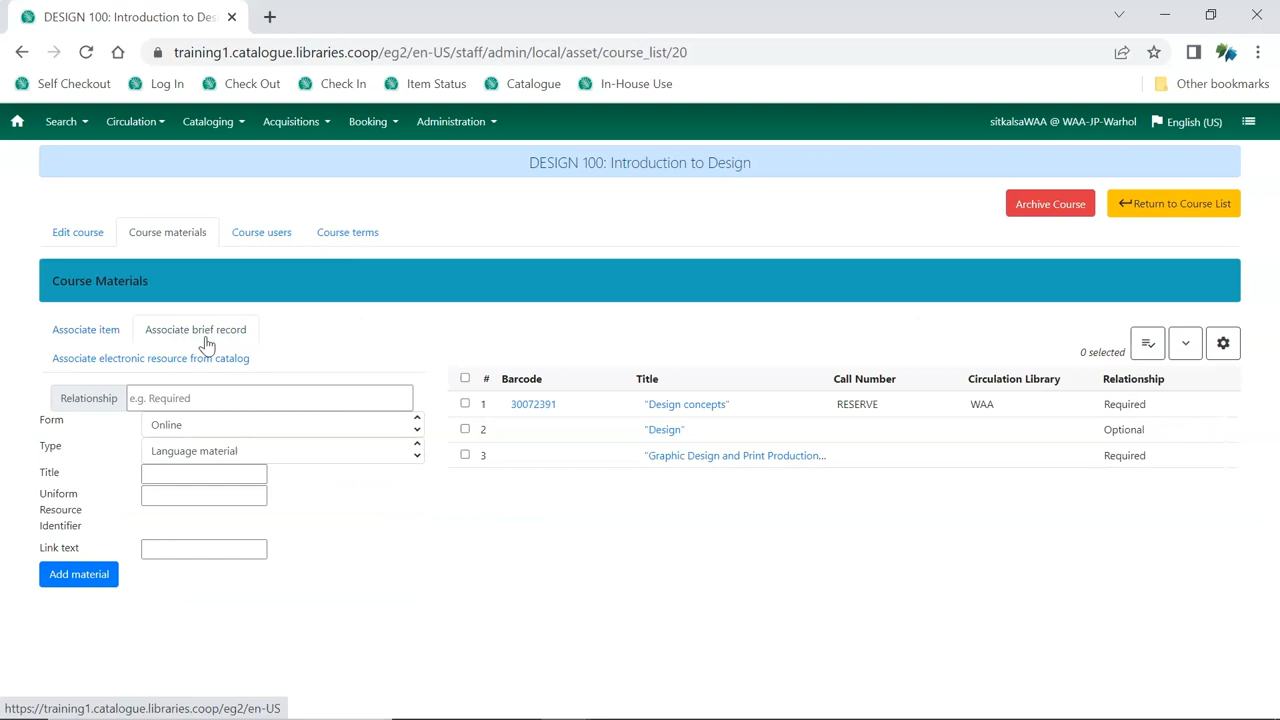 DESIGN 100: Introduction to Des
training1.catalogue.libraries.coop/eg2/en-US/staff/admin/local/asset/course_list/20
Self Checkout Log In Check Out Check In Item Status Catalogue In-House Use Other bookmarks
Search Circulation Cataloging Acquisitions Booking Administration sitkalsaWAA @ WAA-JP-Warhol English (US)
DESIGN 100: Introduction to Design
Archive Course Return to Course List
Edit course Course materials Course users Course terms
Course Materials
Associate item Associate brief record
Associate electronic resource from catalog
0 selected
Relationship e.g. Required
Form Online
Type Language material
Title
Uniform
Resource
Identifier
Link text
Add material
# Barcode Title Call Number Circulation Library Relationship
1 30072391 "Design concepts" RESERVE WAA Required
2 "Design" Optional
3 "Graphic Design and Print Production... Required
https://training1.catalogue.libraries.coop/eg2/en-US